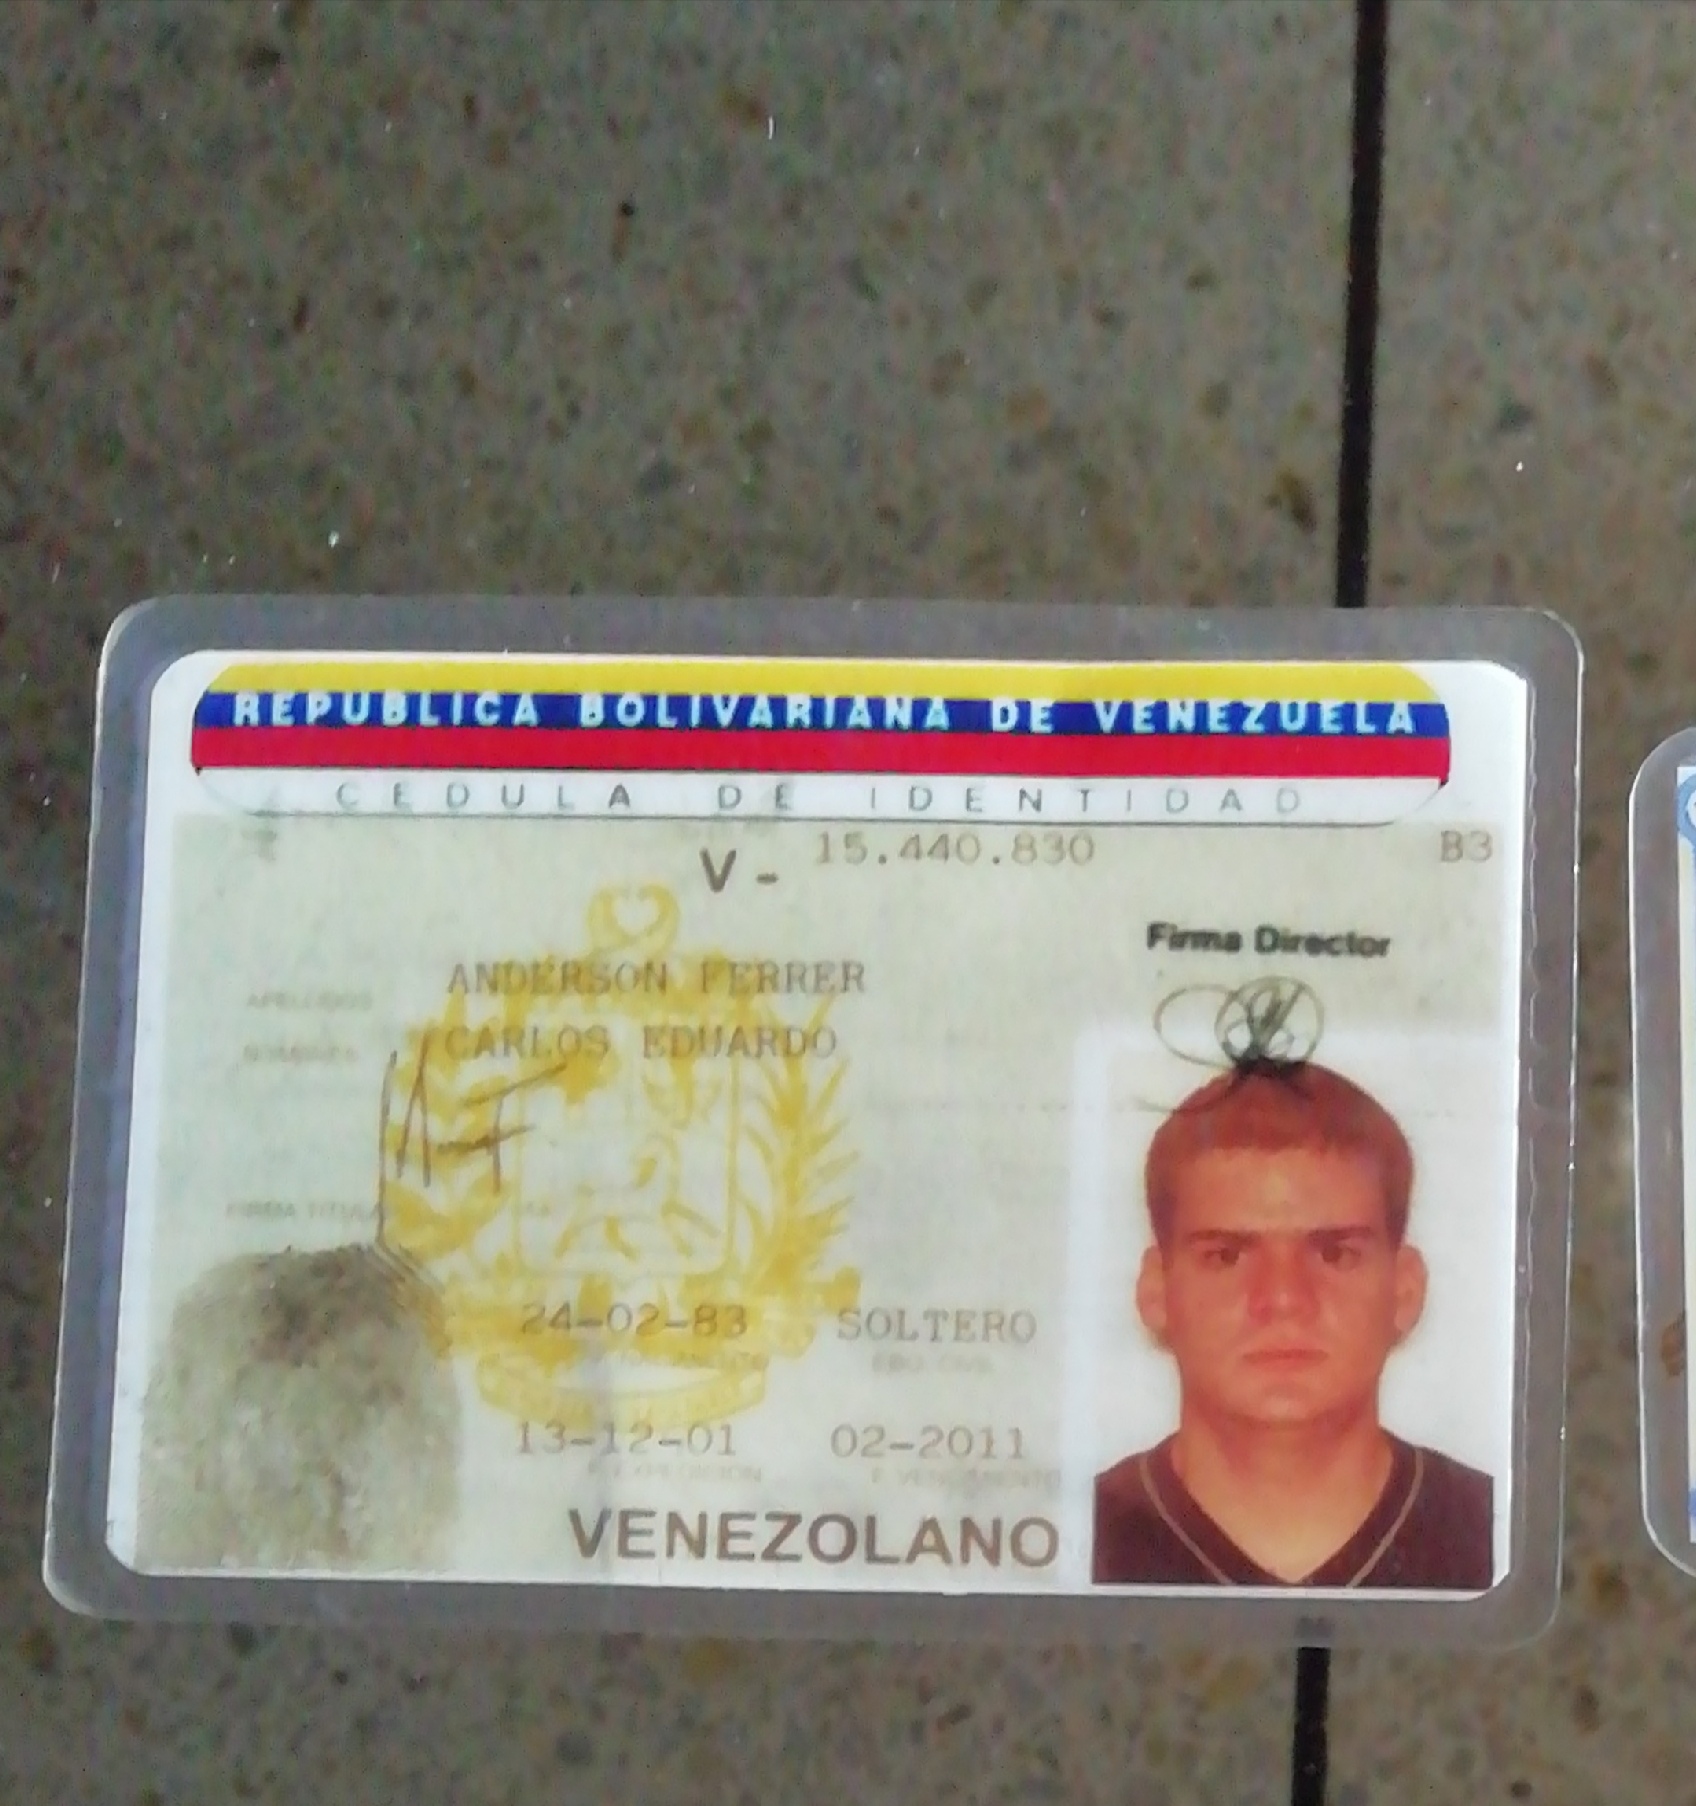 REPUBLICA BOLIVARIANA DE VENEZUELA
CEDULA DE IDENTIDAD
V - 15.440.830 B3
Firma Director
APELLIDOS ANDERSON FERRER
NOMBRES CARLOS EDUARDO
FIRMA TITULAR
24-02-83 SOLTERO
NACIMIENTO EDO. CIVIL
13-12-01 02-2011
F. EXPEDICION F. VENCIMIENTO
VENEZOLANO